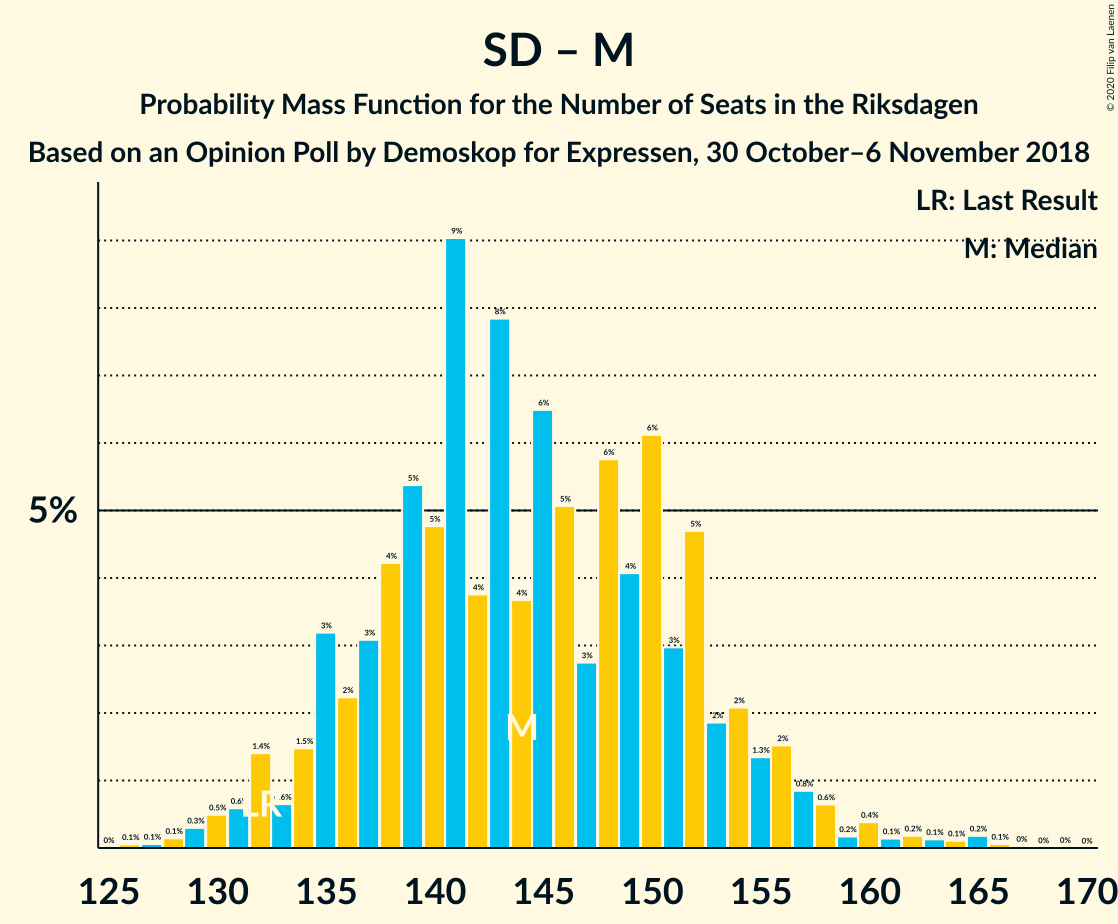 SD – M
Probability Mass Function for the Number of Seats in the Riksdagen
Based on an Opinion Poll by Demoskop for Expressen, 30 October–6 November 2018
© 2020 Filip van Laenen
LR: Last Result
M: Median
5%
0% 0.1% 0.1% 0.1% 0.3% 0.5% 0.6% 1.4% .6% 1.5% 3% 2% 3% 4% 5% 5% 9% 4% 8% 4% 6% 5% 3% 6% 4% 6% 3% 5% 2% 2% 1.3% 2% 0.8% 0.6% 0.2% 0.4% 0.1% 0.2% 0.1% 0.1% 0.2% 0.1% 0% 0% 0% 0%
M
LR
125 130 135 140 145 150 155 160 165 170